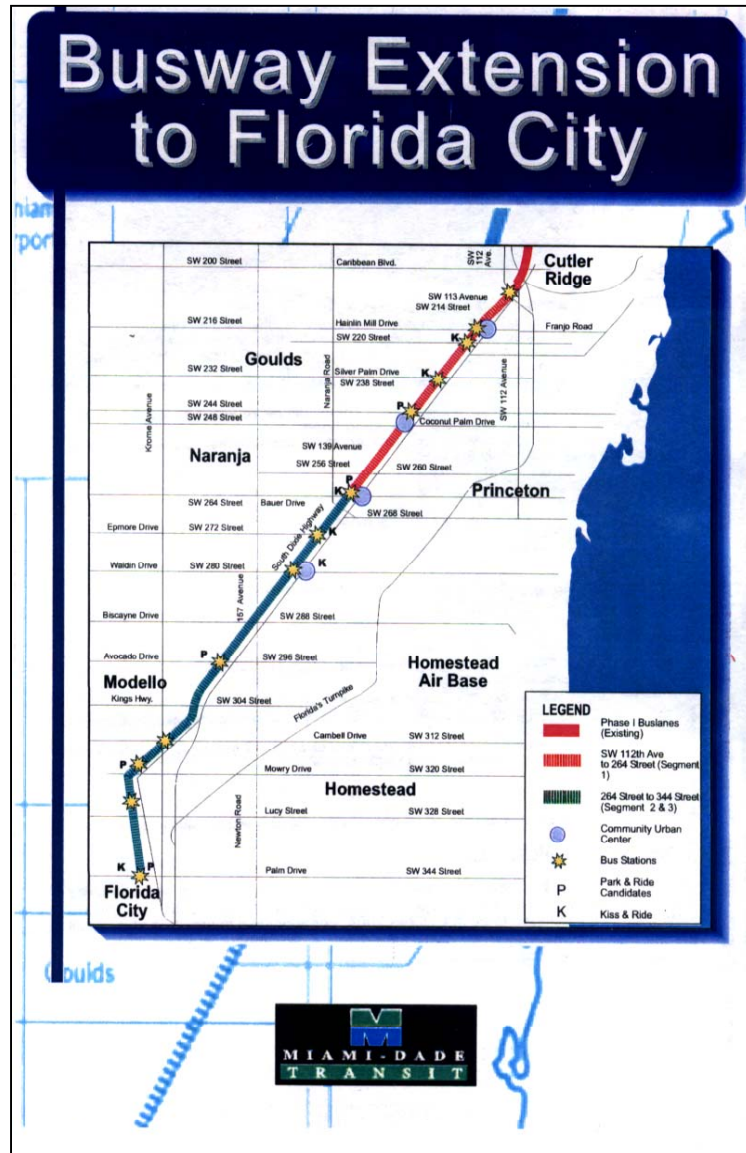 Busway Extension
to Florida City
SW 200 Street
Caribbean Blvd.
SW 112 Ave.
Cutler
Ridge
SW 113 Avenue
SW 214 Street
SW 216 Street
Hainlin Mill Drive
Franjo Road
K
SW 220 Street
Goulds
Naranja Road
SW 232 Street
Silver Palm Drive
K
SW 238 Street
SW 112 Avenue
SW 244 Street
P
SW 248 Street
Coconut Palm Drive
Krome Avenue
SW 139 Avenue
Naranja
SW 256 Street
SW 260 Street
P
K
Princeton
SW 264 Street
Bauer Drive
SW 268 Street
South Dixie Highway
Epmore Drive
SW 272 Street
K
K
Waldin Drive
SW 280 Street
157 Avenue
Biscayne Drive
SW 288 Street
Avocado Drive
P
SW 296 Street
Homestead
Air Base
Modello
Kings Hwy.
SW 304 Street
Florida's Turnpike
Cambell Drive
SW 312 Street
P
Mowry Drive
SW 320 Street
Homestead
Newton Road
Lucy Street
SW 328 Street
K
P
Palm Drive
SW 344 Street
Florida
City
LEGEND
Phase I Buslanes
(Existing)
SW 112th Ave
to 264 Street (Segment
1)
264 Street to 344 Street
(Segment 2 & 3)
Community Urban
Center
Bus Stations
P
Park & Ride
Candidates
K
Kiss & Ride
Goulds
MIAMI-DADE
TRANSIT